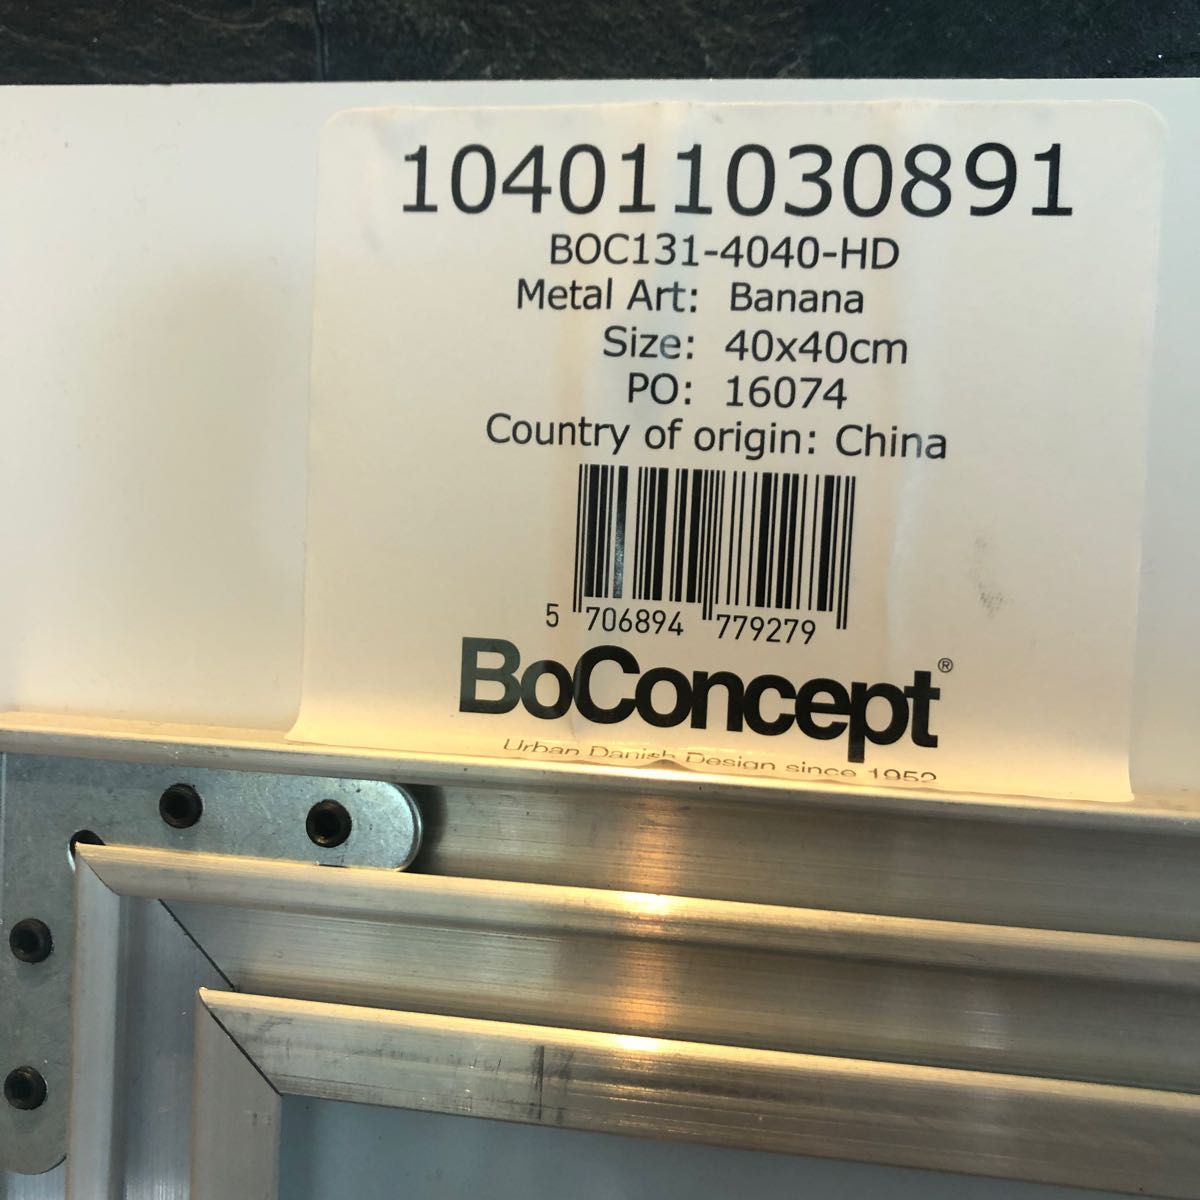 104011030891
BOC131-4040-HD
Metal Art: Banana
Size: 40x40cm
PO: 16074
Country of origin: China
5 706894 779279
BoConcept®
Urban Danish Design since 1952